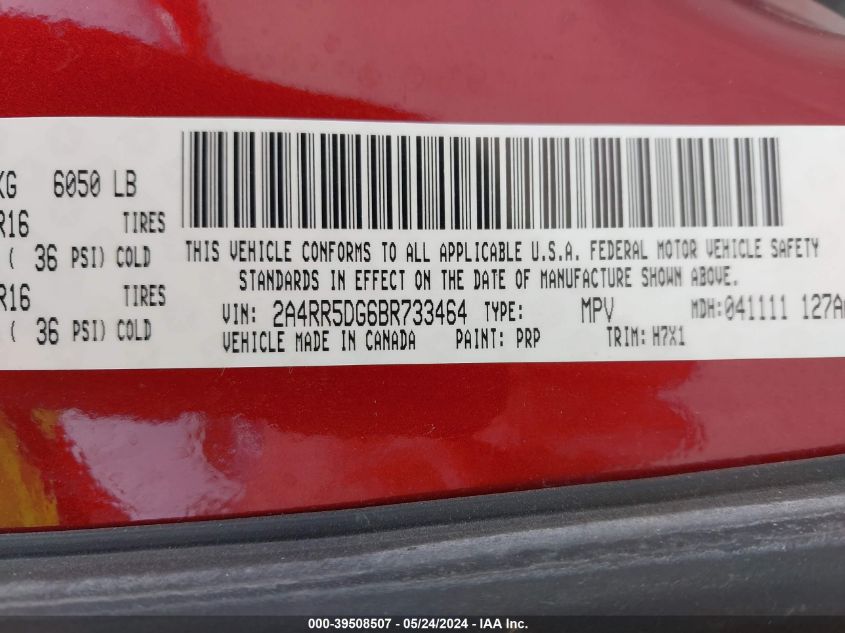 KG 6050 LB
R16 TIRES
( 36 PSI) COLD
R16 TIRES
( 36 PSI) COLD
THIS VEHICLE CONFORMS TO ALL APPLICABLE U.S.A. FEDERAL MOTOR VEHICLE SAFETY
STANDARDS IN EFFECT ON THE DATE OF MANUFACTURE SHOWN ABOVE.
VIN: 2A4RR5DG6BR733464 TYPE: MPV MDH:041111 127A
VEHICLE MADE IN CANADA PAINT: PRP TRIM: H7X1
000-39508507 / 05/24/2024 - IAA Inc.